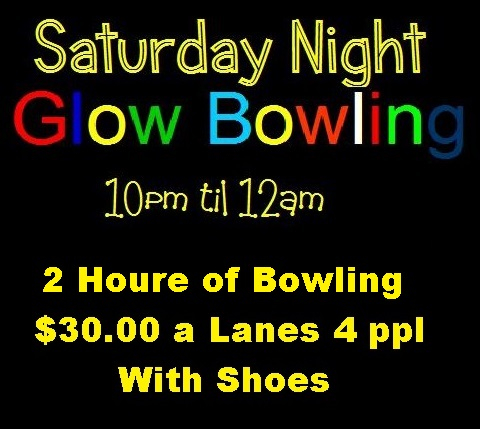 Saturday Night
Glow Bowling
10pm til 12am
2 Houre of Bowling
$30.00 a Lanes 4 ppl
With Shoes